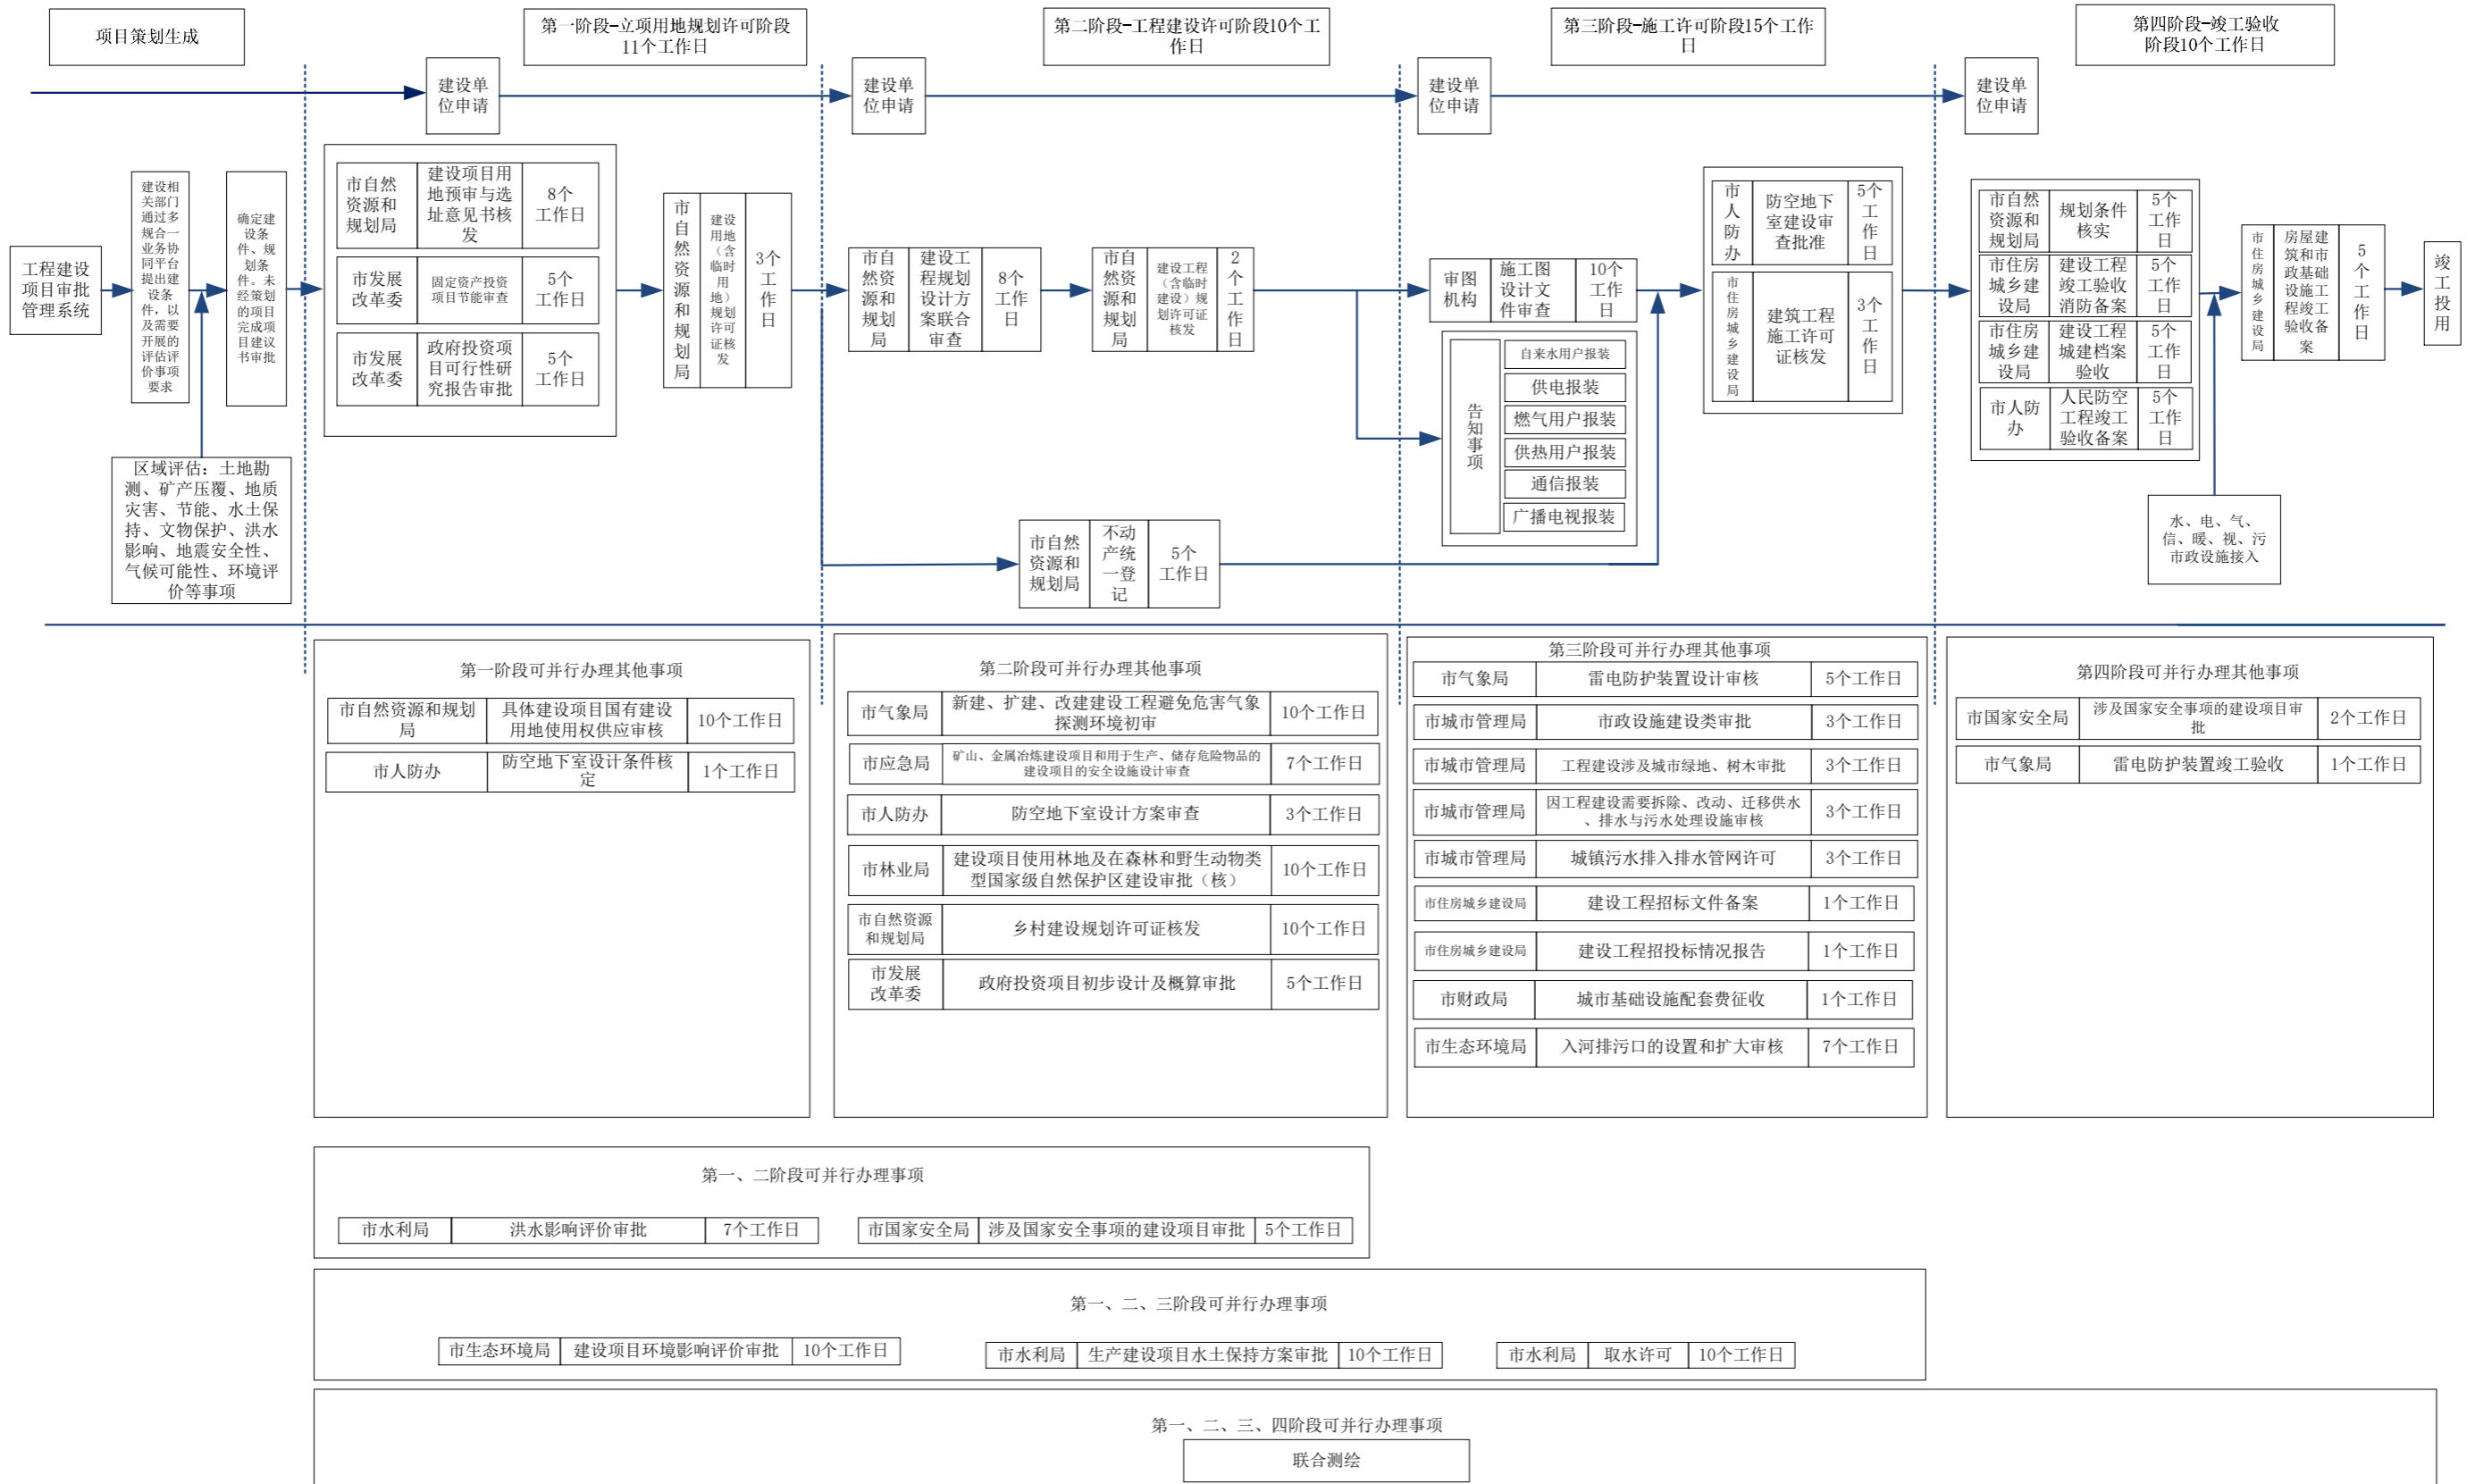 项目策划生成
第一阶段-立项用地规划许可阶段
11个工作日
第二阶段-工程建设许可阶段10个工
作日
第三阶段-施工许可阶段15个工作
日
第四阶段-竣工验收
阶段10个工作日
建设单
位申请
建设单
位申请
建设单
位申请
建设单
位申请
工程建设
项目审批
管理系统
建设相
关部门
通过多
规合一
业务协
同平台
提出建
设条
件，以
及需要
开展的
评估评
价事项
要求
确定建
设条
件、规
划条
件。未
经策划
的项目
完成项
目建议
书审批
区域评估：土地勘
测、矿产压覆、地质
灾害、节能、水土保
持、文物保护、洪水
影响、地震安全性、
气候可能性、环境评
价等事项
市自然
资源和
规划局
建设项目用
地预审与选
址意见书核
发
8个
工作日
市发展
改革委
固定资产投资
项目节能审查
5个
工作日
市发展
改革委
政府投资项
目可行性研
究报告审批
5个
工作日
市
自
然
资
源
和
规
划
局
建设
用地
（含
临时
用
地）
规划
许可
证核
发
3个
工
作
日
市自
然资
源和
规划
局
建设工
程规划
设计方
案联合
审查
8个
工作
日
市自
然资
源和
规划
局
建设工程
（含临时
建设）规
划许可证
核发
2
个
工
作
日
市自然
资源和
规划局
不动
产统
一登
记
5个
工作日
审图
机构
施工图
设计文
件审查
10个
工作
日
告
知
事
项
自来水用户报装
供电报装
燃气用户报装
供热用户报装
通信报装
广播电视报装
市
人
防
办
防空地下
室建设审
查批准
5个
工
作
日
市
住
房
城
乡
建
设
局
建筑工程
施工许可
证核发
3个
工
作
日
市自然
资源和
规划局
规划条件
核实
5个
工作
日
市住房
城乡建
设局
建设工程
竣工验收
消防备案
5个
工作
日
市住房
城乡建
设局
建设工程
城建档案
验收
5个
工作
日
市人防
办
人民防空
工程竣工
验收备案
5个
工作
日
水、电、气、
信、暖、视、污
市政设施接入
市
住
房
城
乡
建
设
局
房屋建
筑和市
政基础
设施工
程竣工
验收备
案
5
个
工
作
日
竣
工
投
用
第一阶段可并行办理其他事项
市自然资源和规划
局
具体建设项目国有建设
用地使用权供应审核
10个工作日
市人防办
防空地下室设计条件核
定
1个工作日
第二阶段可并行办理其他事项
市气象局
新建、扩建、改建建设工程避免危害气象
探测环境初审
10个工作日
市应急局
矿山、金属冶炼建设项目和用于生产、储存危险物品的
建设项目的安全设施设计审查
7个工作日
市人防办
防空地下室设计方案审查
3个工作日
市林业局
建设项目使用林地及在森林和野生动物类
型国家级自然保护区建设审批（核）
10个工作日
市自然资源
和规划局
乡村建设规划许可证核发
10个工作日
市发展
改革委
政府投资项目初步设计及概算审批
5个工作日
第三阶段可并行办理其他事项
市气象局
雷电防护装置设计审核
5个工作日
市城市管理局
市政设施建设类审批
3个工作日
市城市管理局
工程建设涉及城市绿地、树木审批
3个工作日
市城市管理局
因工程建设需要拆除、改动、迁移供水
、排水与污水处理设施审核
3个工作日
市城市管理局
城镇污水排入排水管网许可
3个工作日
市住房城乡建设局
建设工程招标文件备案
1个工作日
市住房城乡建设局
建设工程招投标情况报告
1个工作日
市财政局
城市基础设施配套费征收
1个工作日
市生态环境局
入河排污口的设置和扩大审核
7个工作日
第四阶段可并行办理其他事项
市国家安全局
涉及国家安全事项的建设项目审
批
2个工作日
市气象局
雷电防护装置竣工验收
1个工作日
第一、二阶段可并行办理事项
市水利局
洪水影响评价审批
7个工作日
市国家安全局
涉及国家安全事项的建设项目审批
5个工作日
第一、二、三阶段可并行办理事项
市生态环境局
建设项目环境影响评价审批
10个工作日
市水利局
生产建设项目水土保持方案审批
10个工作日
市水利局
取水许可
10个工作日
第一、二、三、四阶段可并行办理事项
联合测绘